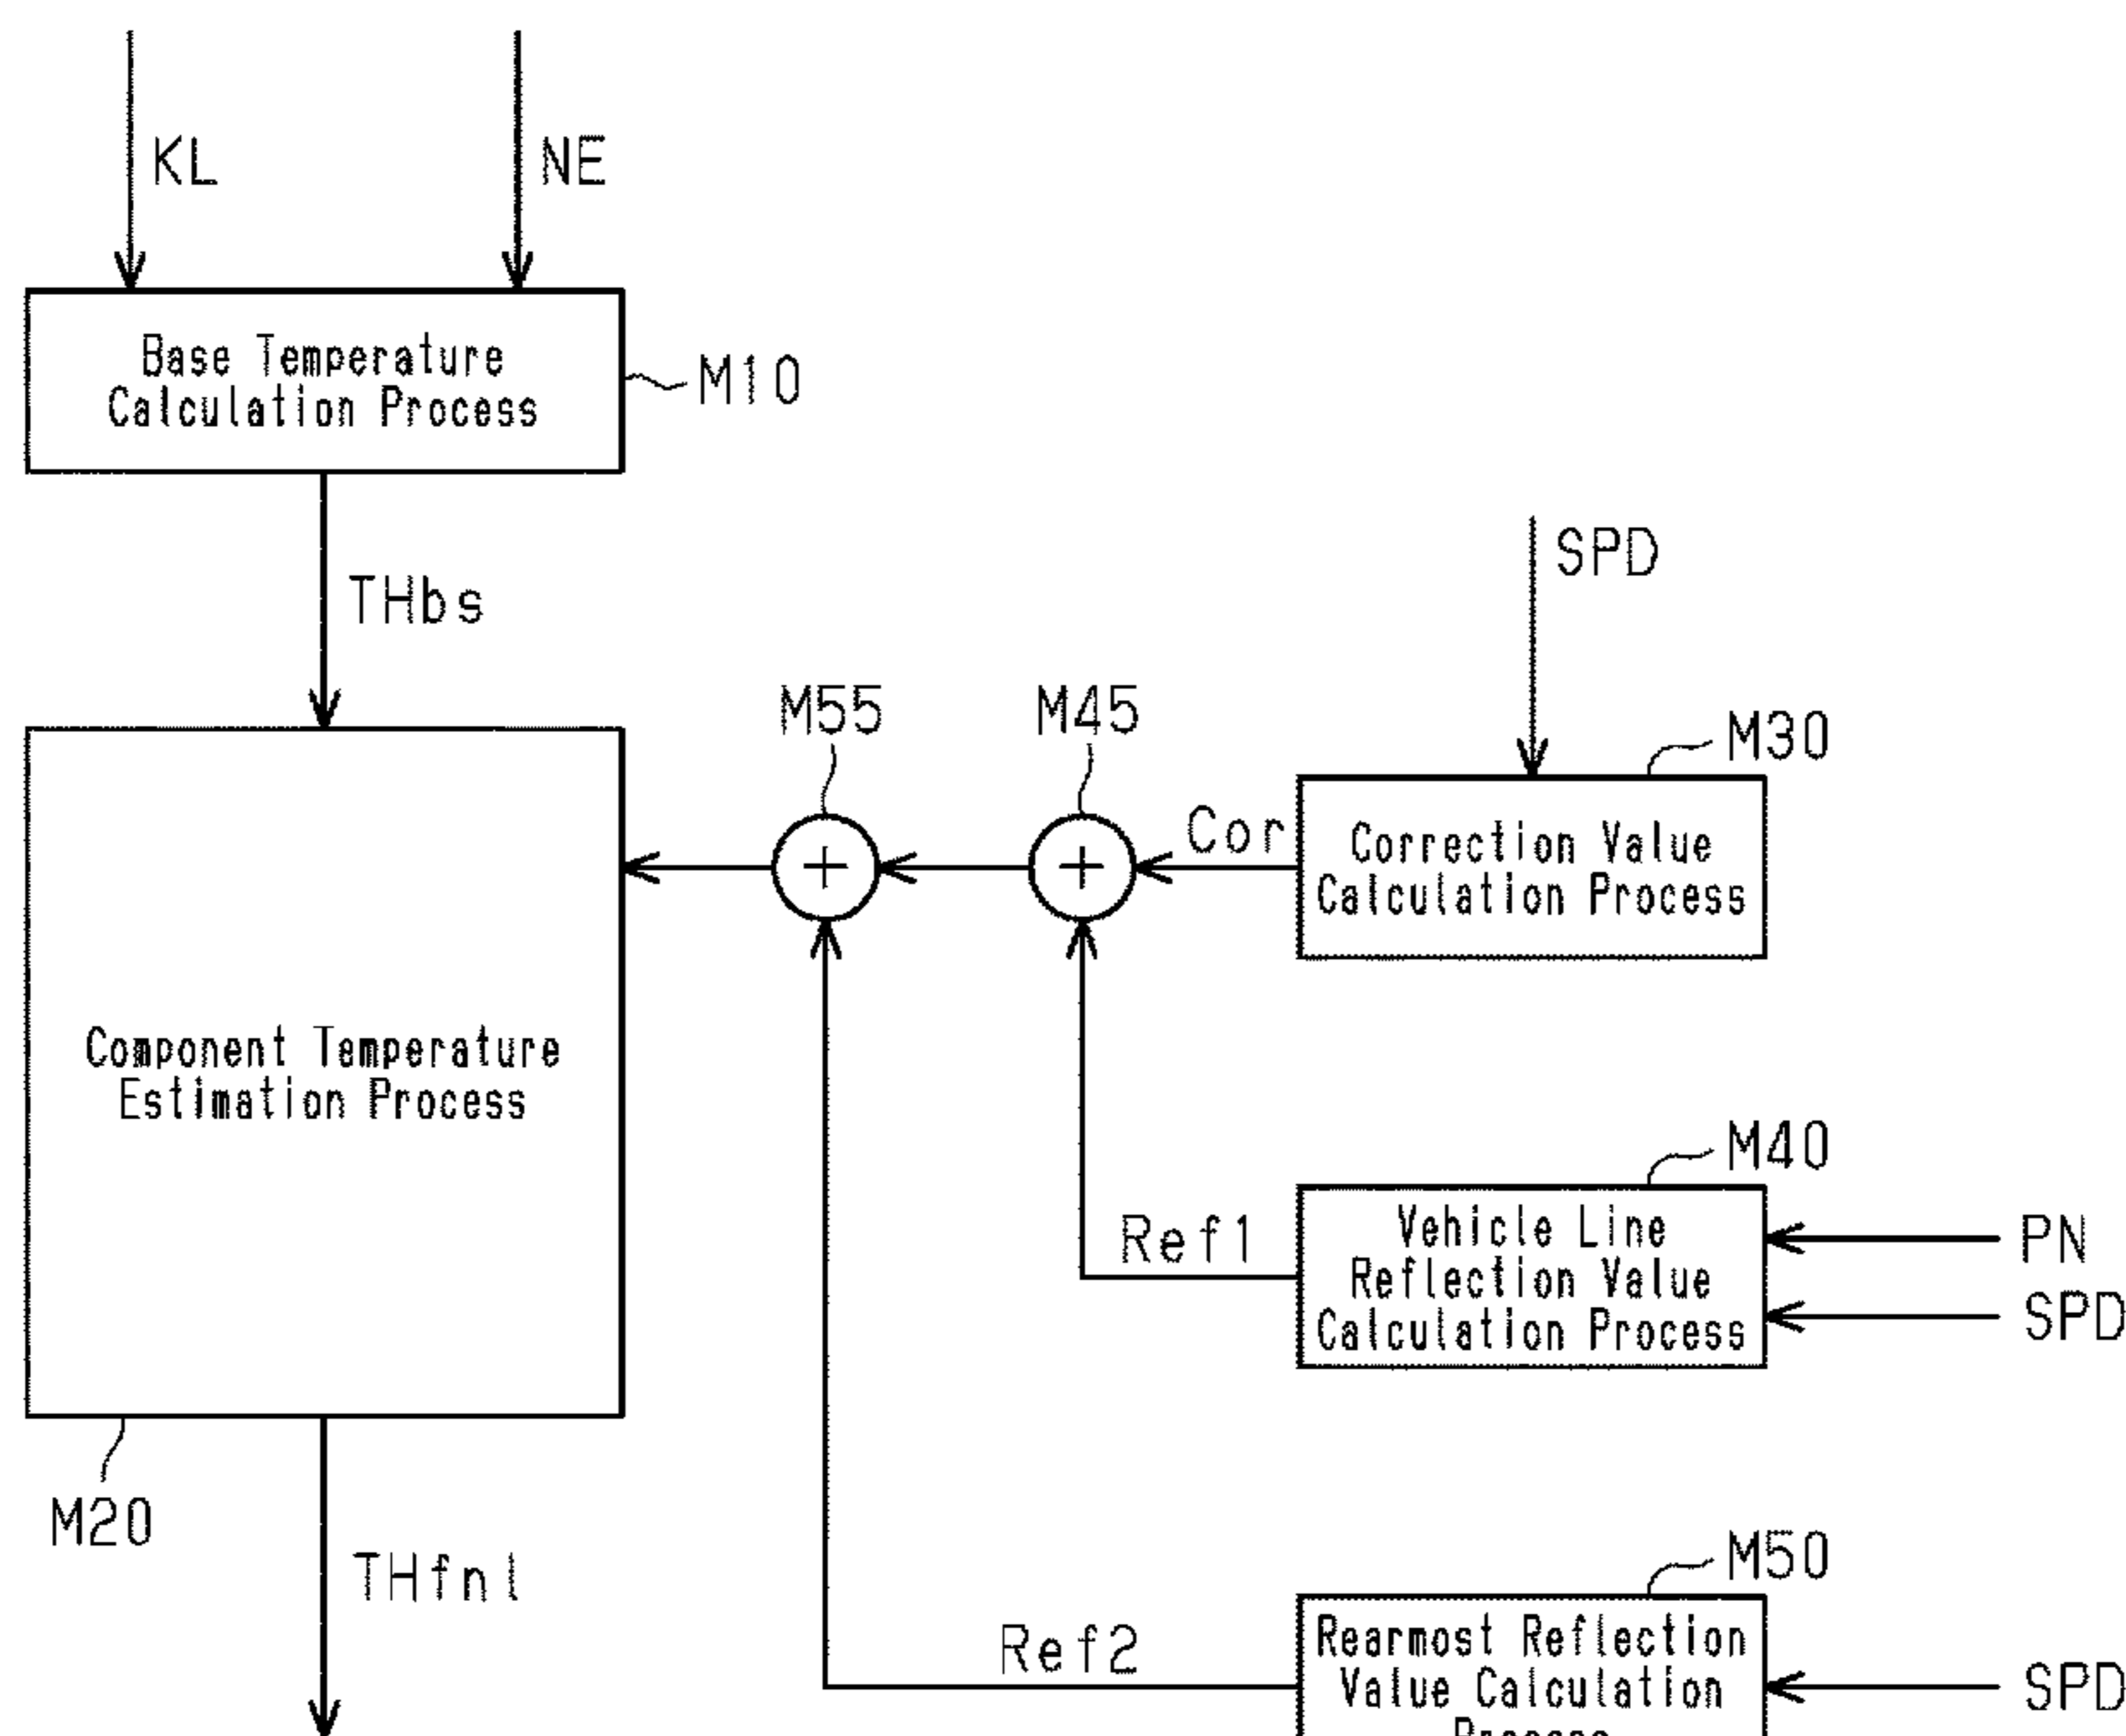 KL
NE
Base Temperature
Calculation Process
M10
THbs
SPD
M55
M45
M30
Cor
Correction Value
Calculation Process
Component Temperature
Estimation Process
M40
Ref1
Vehicle Line
Reflection Value
Calculation Process
PN
SPD
M20
THfnl
M50
Ref2
Rearmost Reflection
Value Calculation
SPD